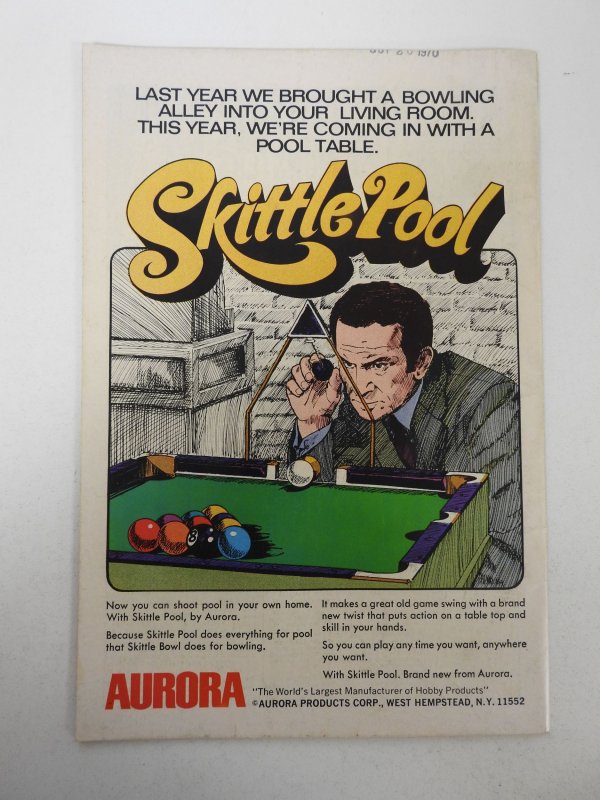 LAST YEAR WE BROUGHT A BOWLING
ALLEY INTO YOUR LIVING ROOM.
THIS YEAR, WE'RE COMING IN WITH A
POOL TABLE.
Skittle Pool
8
Now you can shoot pool in your own home.
With Skittle Pool, by Aurora.
Because Skittle Pool does everything for pool
that Skittle Bowl does for bowling.
It makes a great old game swing with a brand
new twist that puts action on a table top and
skill in your hands.
So you can play any time you want, anywhere
you want.
With Skittle Pool. Brand new from Aurora.
AURORA
"The World's Largest Manufacturer of Hobby Products"
©AURORA PRODUCTS CORP., WEST HEMPSTEAD, N.Y. 11552